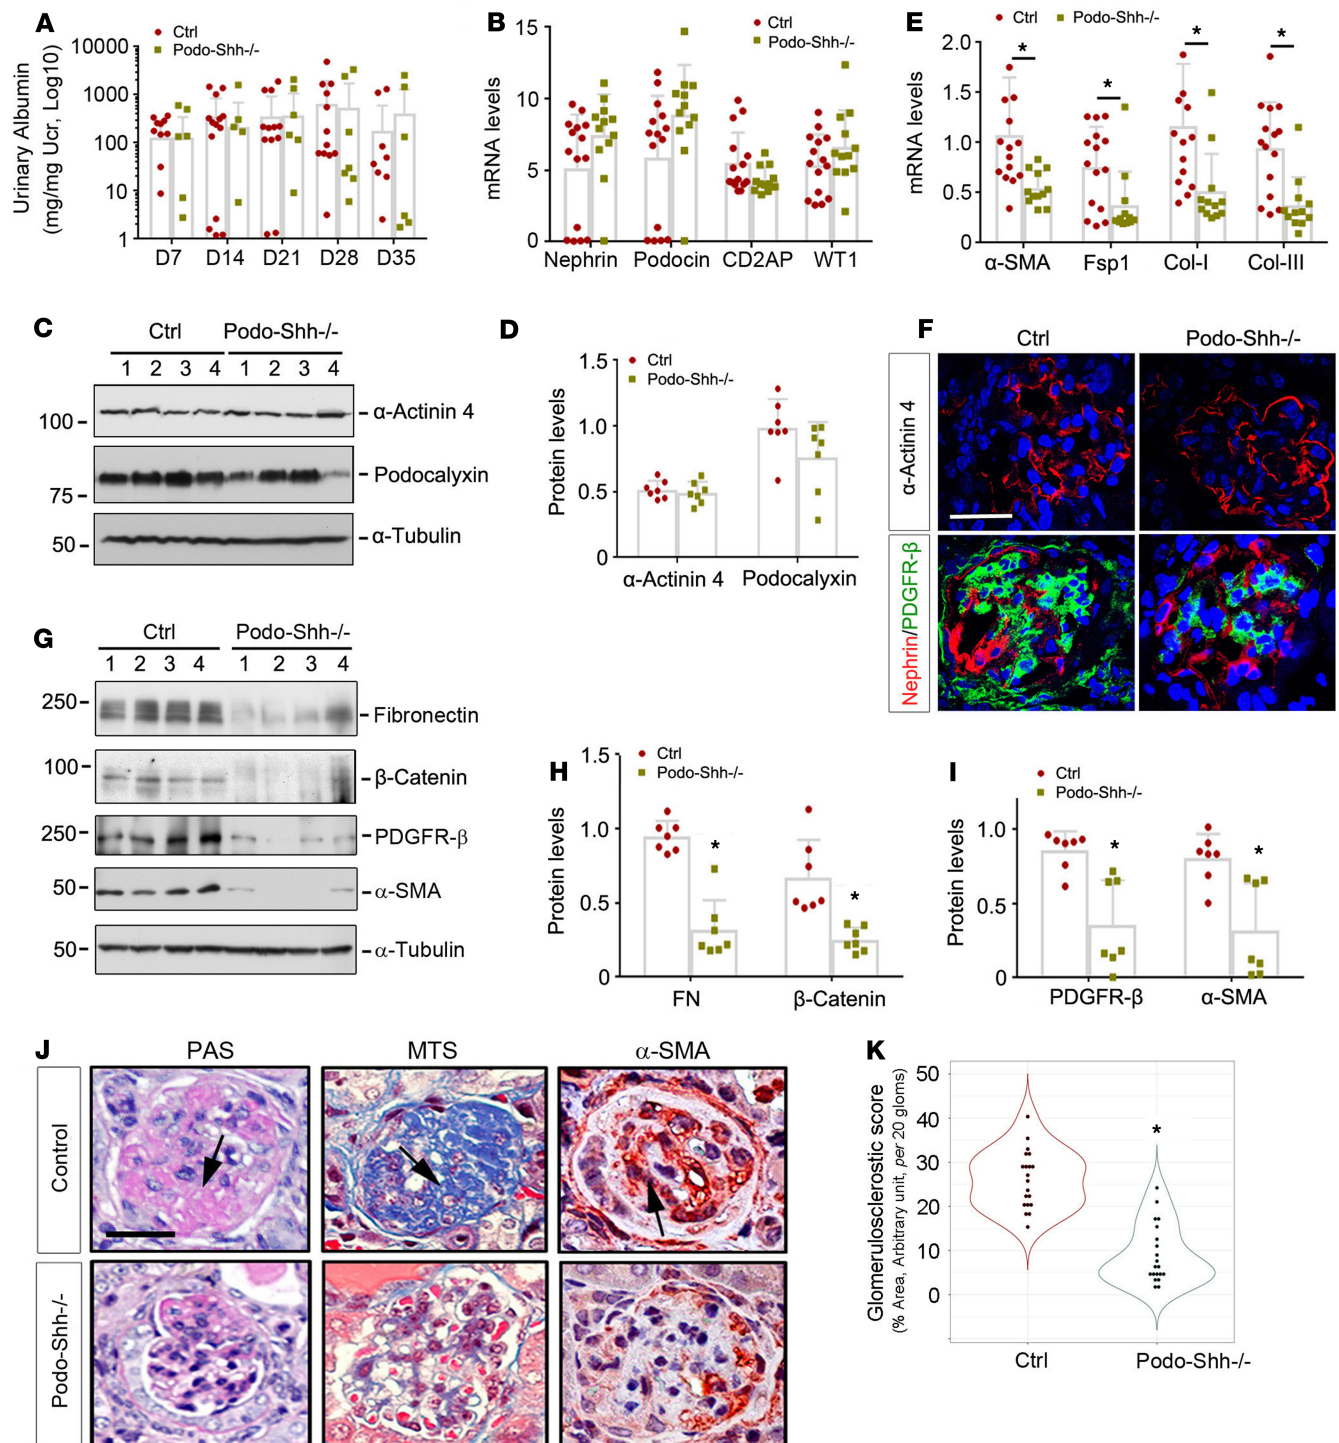 A
Ctrl
Podo-Shh-/-
Urinary Albumin
(mg/mg Ucr, Log10)
10000
1000
100
10
1
D7 D14 D21 D28 D35
B
Ctrl
Podo-Shh-/-
mRNA levels
15
10
5
0
Nephrin Podocin CD2AP WT1
E
Ctrl Podo-Shh-/-
mRNA levels
2.0
1.5
1.0
0.5
0
* * * *
α-SMA Fsp1 Col-I Col-III
C
Ctrl Podo-Shh-/-
1 2 3 4 1 2 3 4
100 α-Actinin 4
Podocalyxin
75
50 α-Tubulin
D
Ctrl
Podo-Shh-/-
Protein levels
1.5
1.0
0.5
0
α-Actinin 4 Podocalyxin
F
Ctrl Podo-Shh-/-
α-Actinin 4
Nephrin/PDGFR-β
G
Ctrl Podo-Shh-/-
1 2 3 4 1 2 3 4
250 Fibronectin
100 β-Catenin
250 PDGFR-β
50 α-SMA
50 α-Tubulin
H
Ctrl
Podo-Shh-/-
Protein levels
1.5
1.0
0.5
0
* *
FN β-Catenin
I
Ctrl
Podo-Shh-/-
Protein levels
1.0
0.5
0
* *
PDGFR-β α-SMA
J
PAS MTS α-SMA
Control
Podo-Shh-/-
K
Glomerulosclerostic score
(% Area, Arbitrary unit, per 20 gloms)
50
40
30
20
10
0
*
Ctrl Podo-Shh-/-